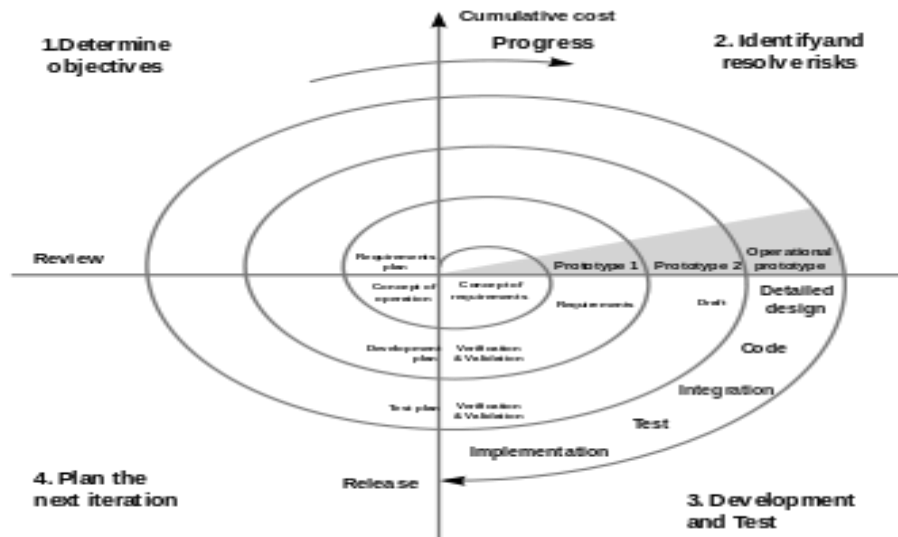 Cumulative cost
Progress
1.Determine
objectives
2. Identify and
resolve risks
Review
Requirements
plan
Operational
prototype
Prototype 1
Prototype 2
Concept of
operation
Concept of
requirements
Requirements
Draft
Detailed
design
Development
plan
Verification
& Validation
Code
Integration
Test plan
Verification
& Validation
Test
Implementation
4. Plan the
next iteration
Release
3. Development
and Test